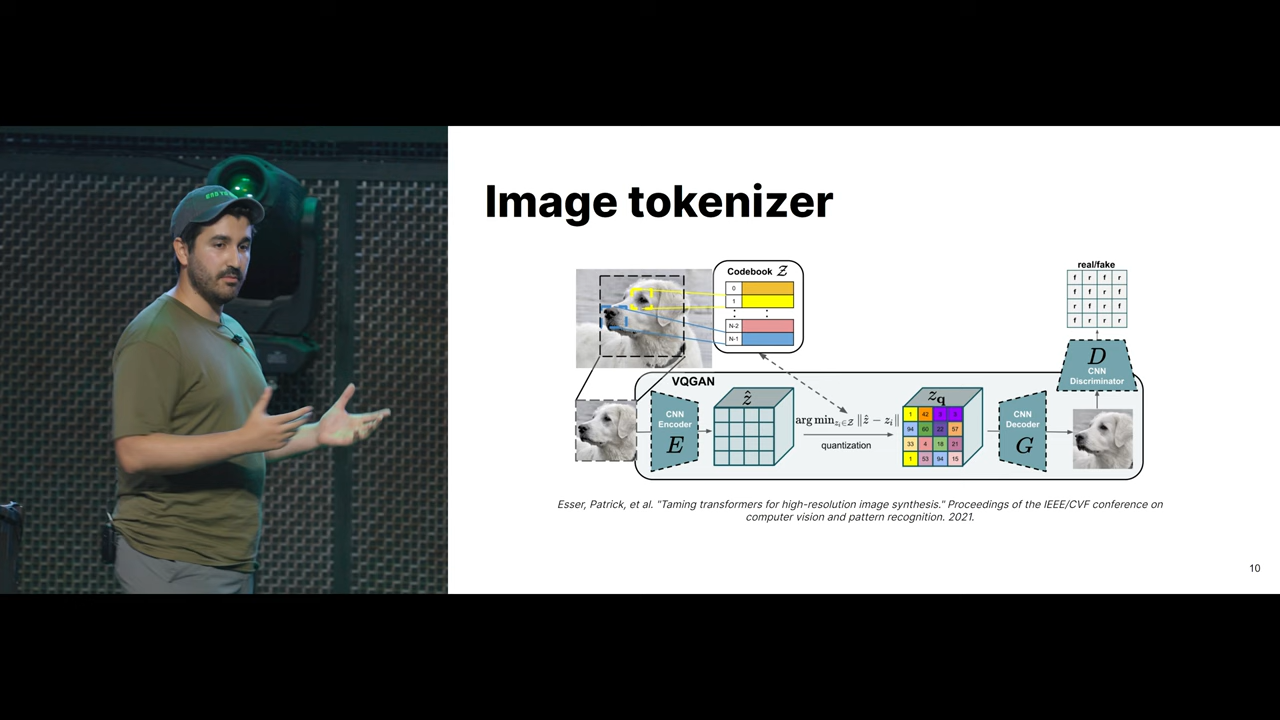 Image tokenizer
Codebook 𝒵
0
1
⋮ ⋮
N-2
N-1
real/fake
f r f r
f r r r
r f f f
f r r r
VQGAN
CNN
Encoder
E
ẑ
arg min_{z_i∈𝒵} ‖ẑ − z_i‖
quantization
z_q
1 42
94 60 22 57
33 4 18 21
1 53 94 15
CNN
Decoder
G
D
CNN
Discriminator
Esser, Patrick, et al. "Taming transformers for high-resolution image synthesis." Proceedings of the IEEE/CVF conference on
computer vision and pattern recognition. 2021.
10